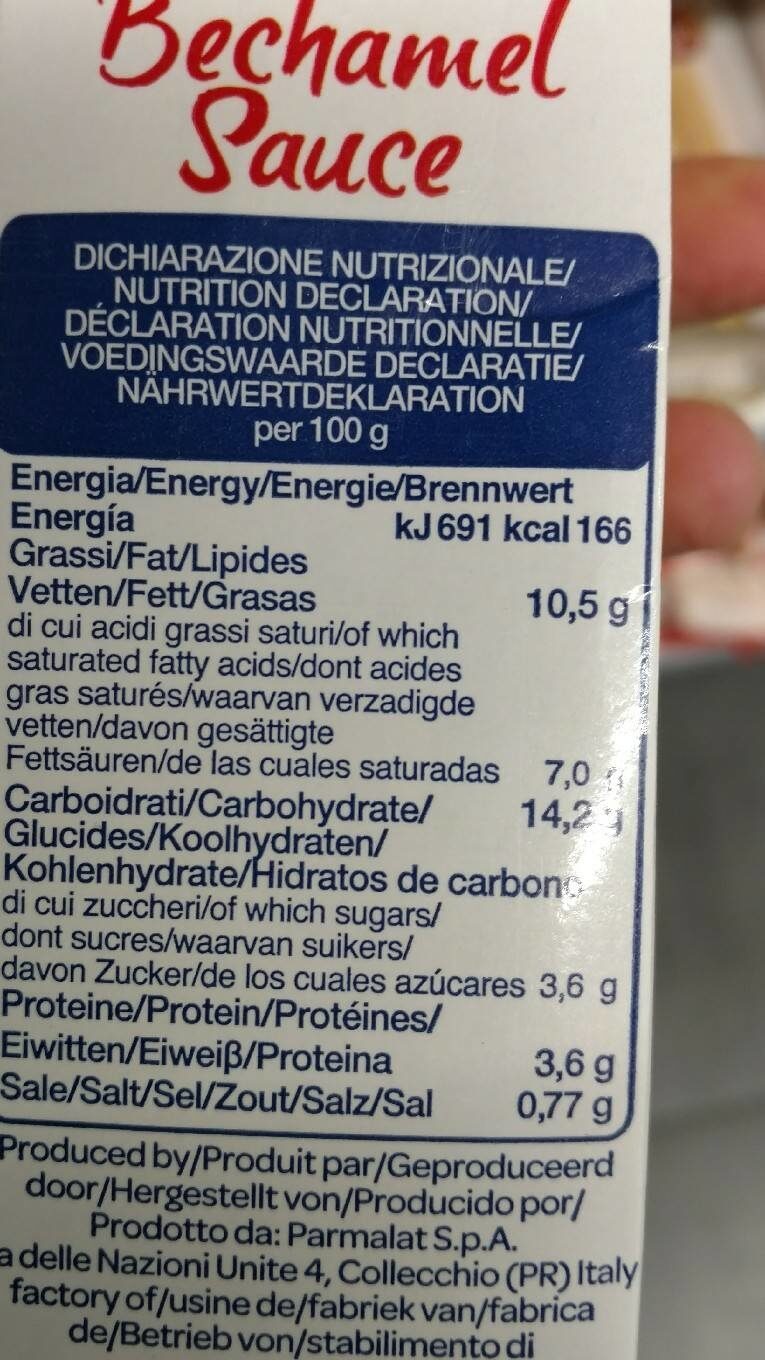 Bechamel
Sauce
DICHIARAZIONE NUTRIZIONALE/
NUTRITION DECLARATION/
DÉCLARATION NUTRITIONNELLE/
VOEDINGSWAARDE DECLARATIE/
NÄHRWERTDEKLARATION
per 100 g
Energia/Energy/Energie/Brennwert
Energía kJ 691 kcal 166
Grassi/Fat/Lipides
Vetten/Fett/Grasas 10,5 g
di cui acidi grassi saturi/of which
saturated fatty acids/dont acides
gras saturés/waarvan verzadigde
vetten/davon gesättigte
Fettsäuren/de las cuales saturadas 7,0 g
Carboidrati/Carbohydrate/ 14,2 g
Glucides/Koolhydraten/
Kohlenhydrate/Hidratos de carbono
di cui zuccheri/of which sugars/
dont sucres/waarvan suikers/
davon Zucker/de los cuales azúcares 3,6 g
Proteine/Protein/Protéines/
Eiwitten/Eiweiβ/Proteina 3,6 g
Sale/Salt/Sel/Zout/Salz/Sal 0,77 g
Produced by/Produit par/Geproduceerd
door/Hergestellt von/Producido por/
Prodotto da: Parmalat S.p.A.
a delle Nazioni Unite 4, Collecchio (PR) Italy
factory of/usine de/fabriek van/fabrica
de/Betrieb von/stabilimento di